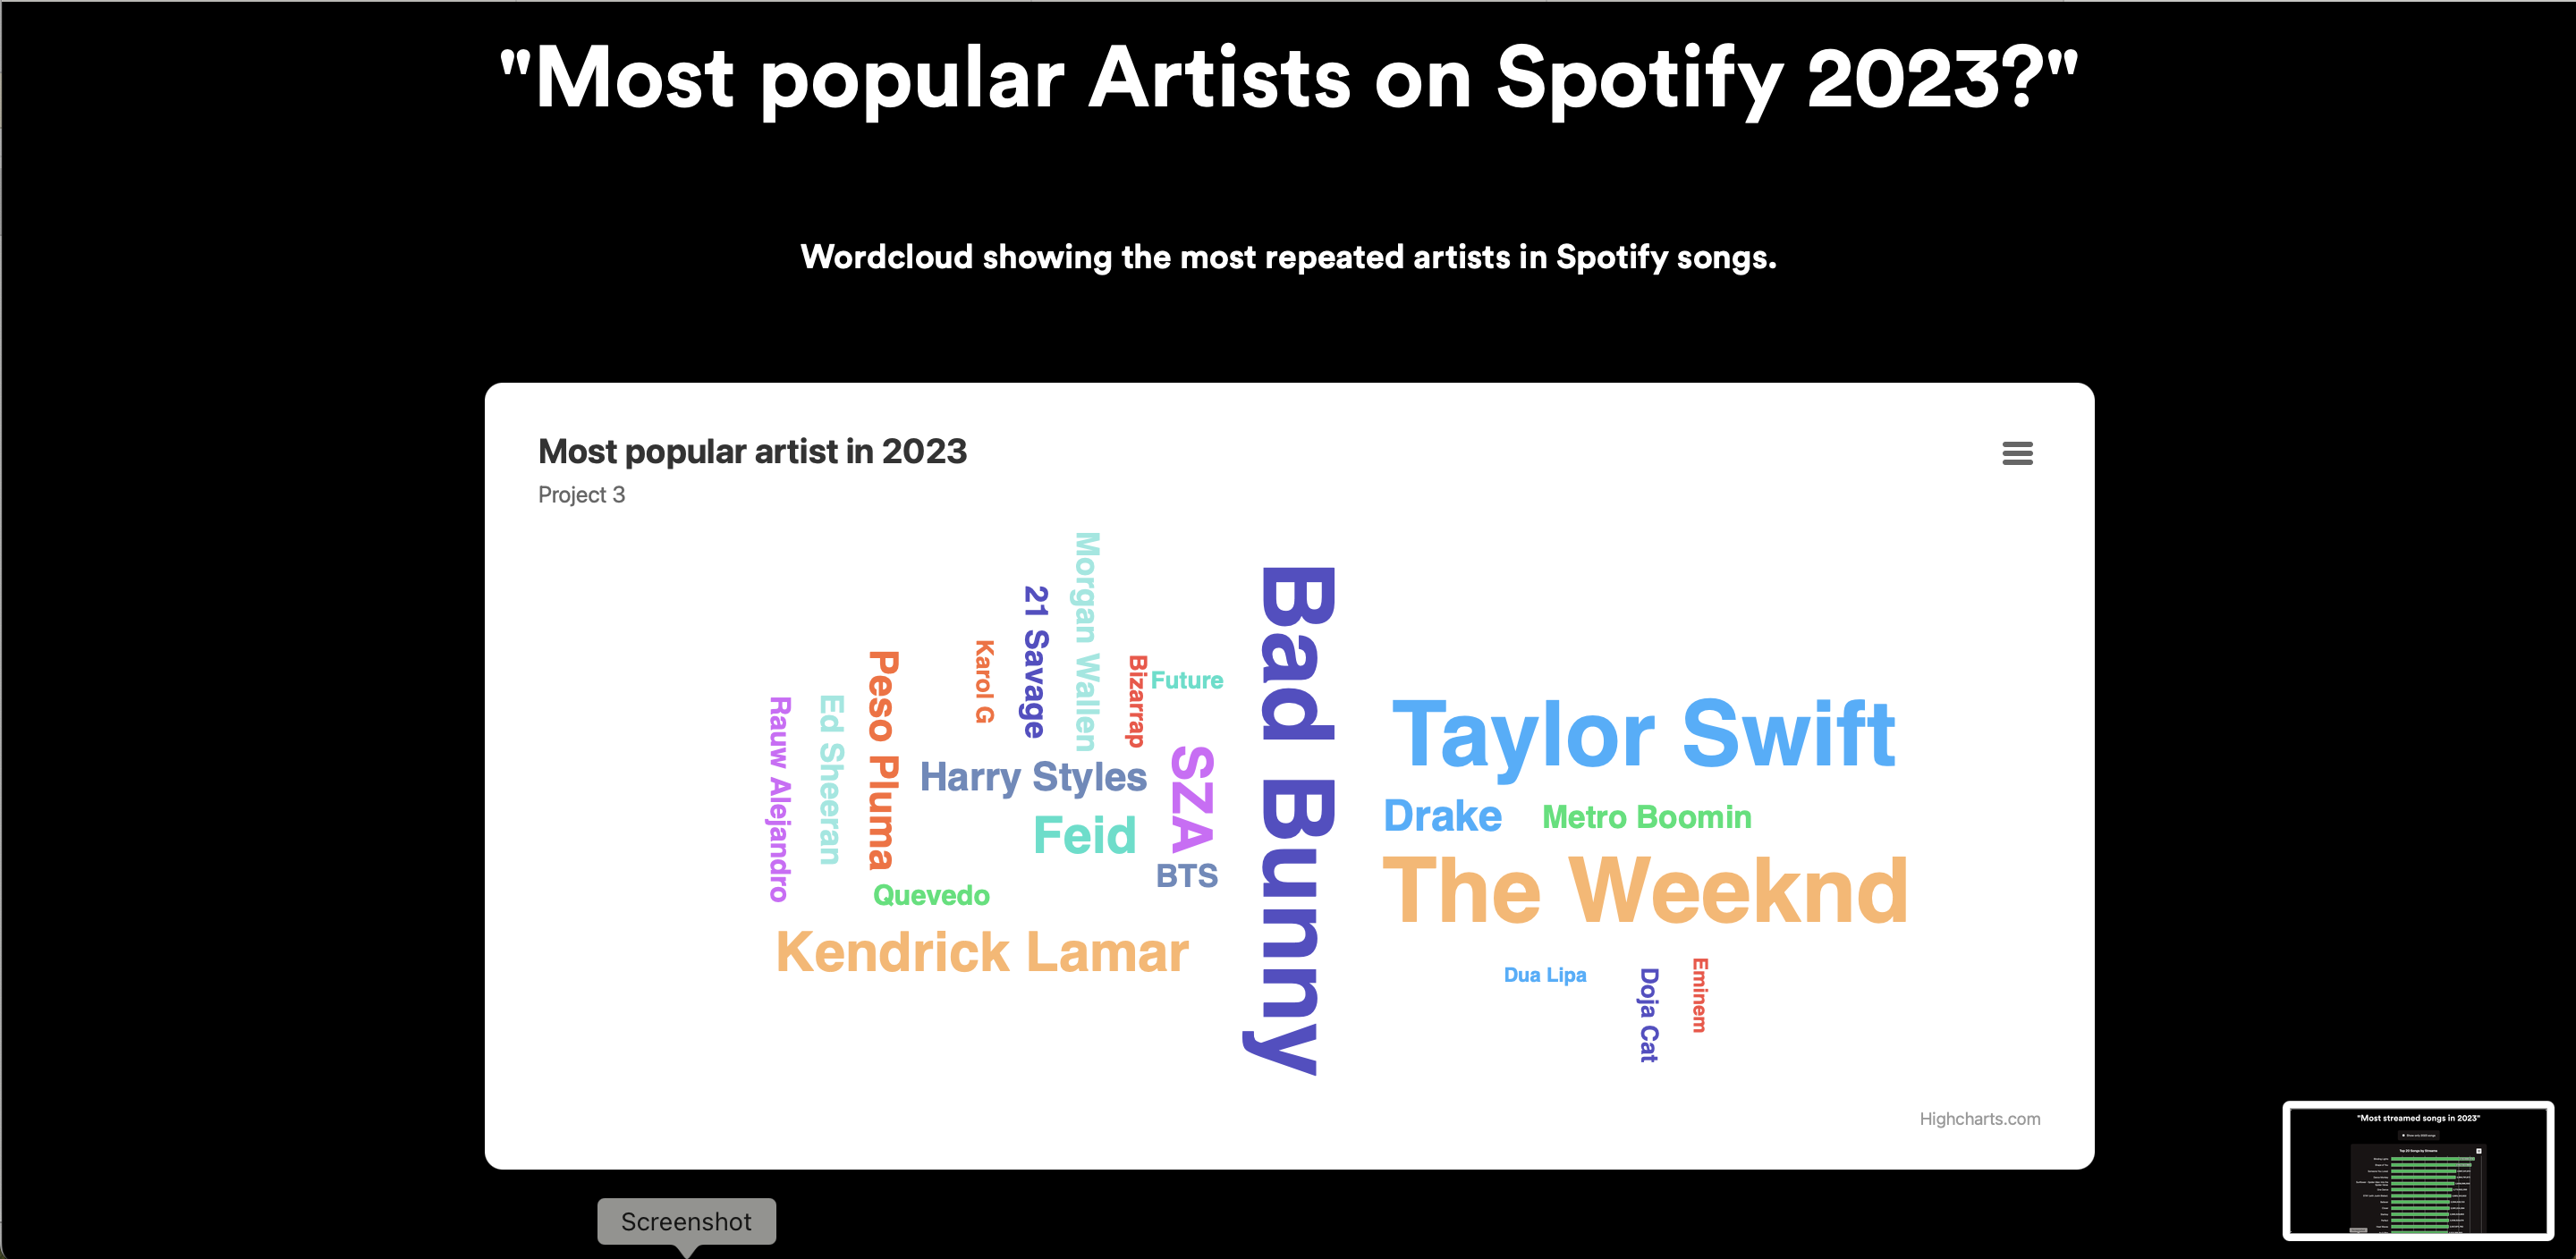 "Most popular Artists on Spotify 2023?"
Wordcloud showing the most repeated artists in Spotify songs.
Most popular artist in 2023
Project 3
Morgan Wallen
21 Savage
Karol G
Bizarrap
Future
Peso Pluma
Ed Sheeran
Rauw Alejandro
Harry Styles
SZA
Feid
BTS
Quevedo
Kendrick Lamar
Bad Bunny
Taylor Swift
Drake
Metro Boomin
The Weeknd
Dua Lipa
Doja Cat
Eminem
Highcharts.com
Screenshot
"Most streamed songs in 2023"